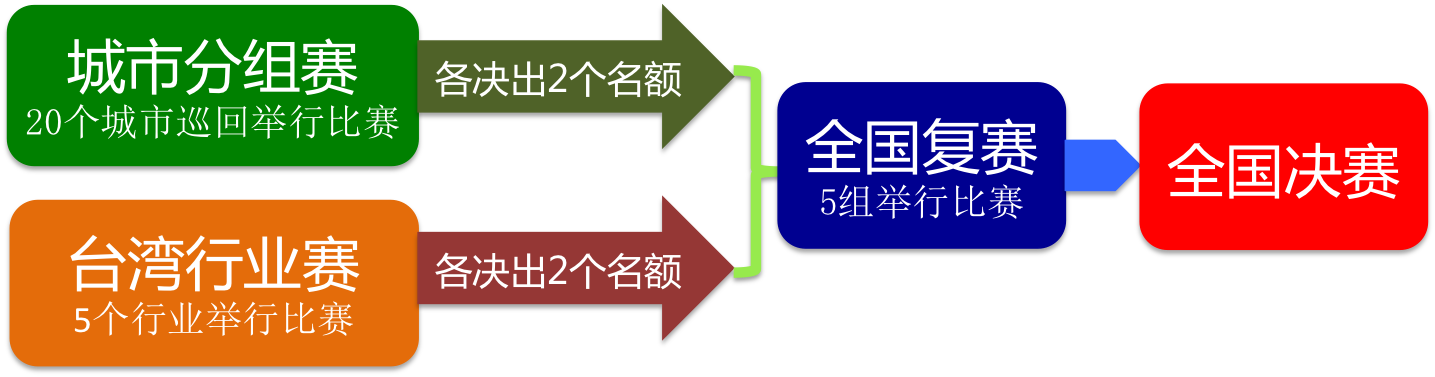 城市分组赛
20个城市巡回举行比赛
各决出2个名额
台湾行业赛
5个行业举行比赛
各决出2个名额
全国复赛
5组举行比赛
全国决赛